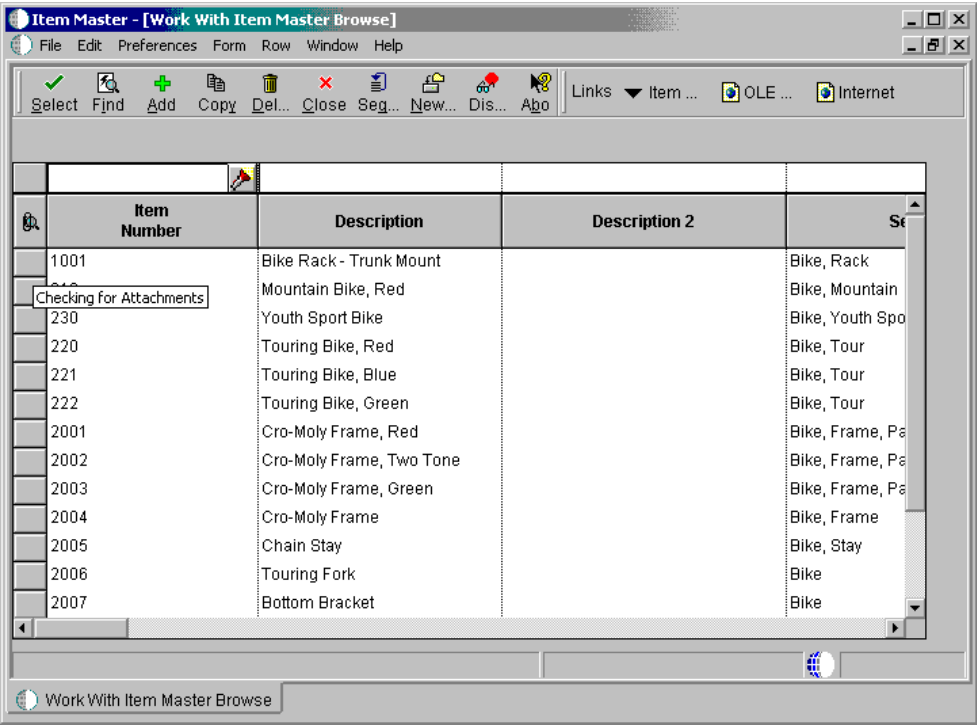 Item Master - [Work With Item Master Browse]
File Edit Preferences Form Row Window Help
Select Find Add Copy Del... Close Seq... New... Dis... Abo Links Item ... OLE ... Internet
Item Number Description Description 2 Se
1001 Bike Rack - Trunk Mount Bike, Rack
Mountain Bike, Red Bike, Mountain
Checking for Attachments
230 Youth Sport Bike Bike, Youth Spo
220 Touring Bike, Red Bike, Tour
221 Touring Bike, Blue Bike, Tour
222 Touring Bike, Green Bike, Tour
2001 Cro-Moly Frame, Red Bike, Frame, Pa
2002 Cro-Moly Frame, Two Tone Bike, Frame, Pa
2003 Cro-Moly Frame, Green Bike, Frame, Pa
2004 Cro-Moly Frame Bike, Frame
2005 Chain Stay Bike, Stay
2006 Touring Fork Bike
2007 Bottom Bracket Bike
Work With Item Master Browse